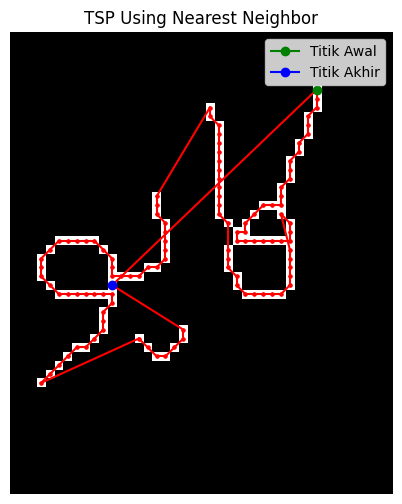 TSP Using Nearest Neighbor
Titik Awal
Titik Akhir